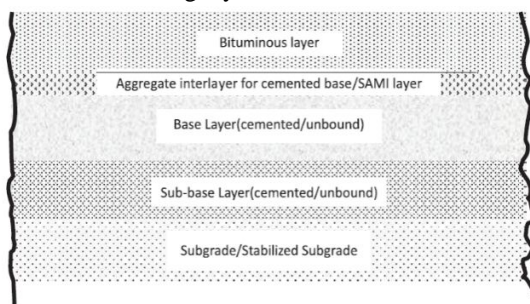 Bituminous layer
Aggregate interlayer for cemented base/SAMI layer
Base Layer(cemented/unbound)
Sub-base Layer(cemented/unbound)
Subgrade/Stabilized Subgrade